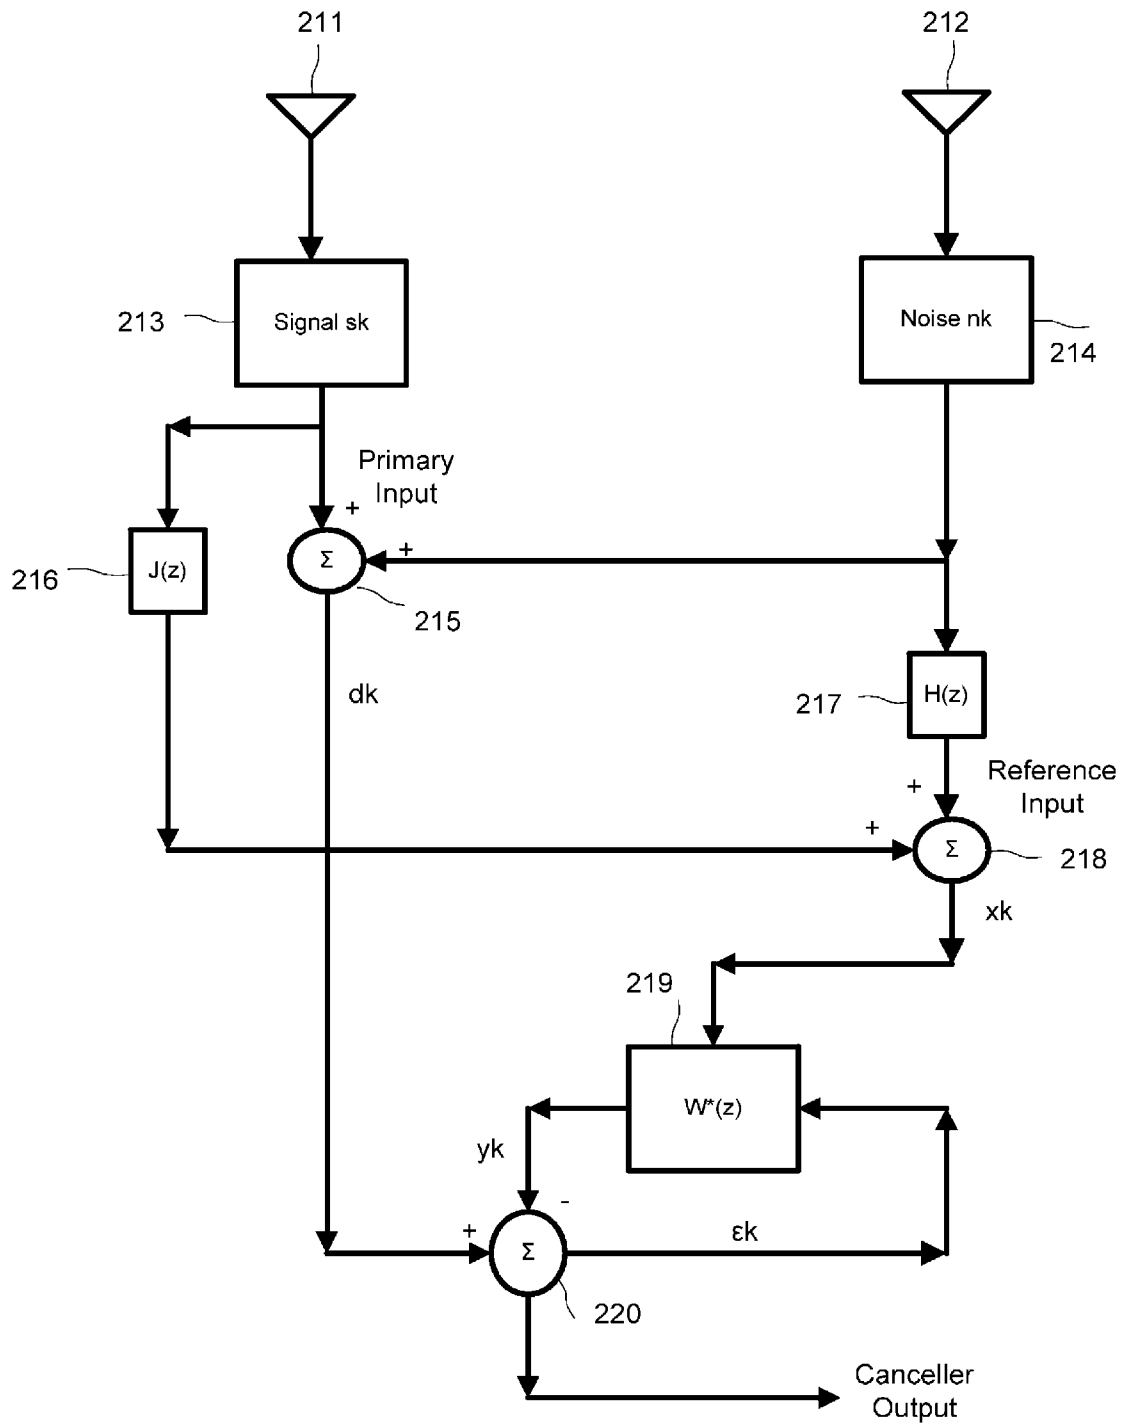 211
212
213
Signal sk
Noise nk
214
Primary
Input
+
+
Σ
J(z)
216
215
H(z)
217
dk
Reference
Input
+
+
Σ
218
xk
219
W*(z)
yk
-
+
εk
Σ
220
Canceller
Output